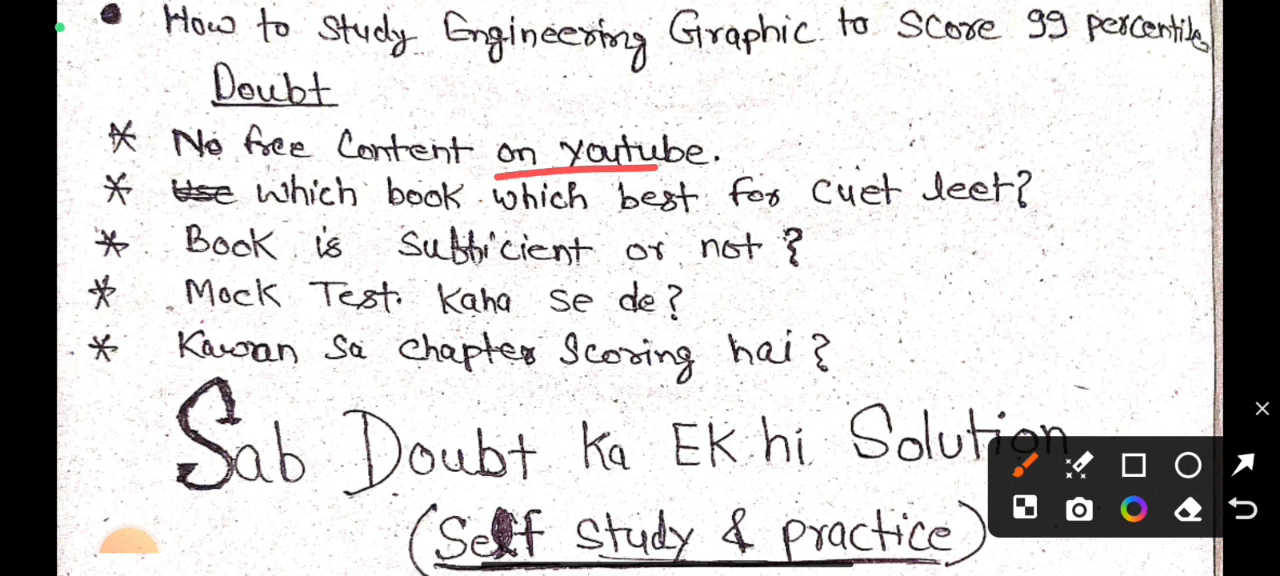 How to study Engineering Graphic to Score 99 percentile
Doubt
* No free Content on youtube.
* Use which book which best for cuet leet?
* Book is Sufficient or not?
* Mock Test. Kaha se de?
* Kawan sa chapter Scoring hai?
Sab Doubt Ka Ek hi Solution
(Self study & practice)